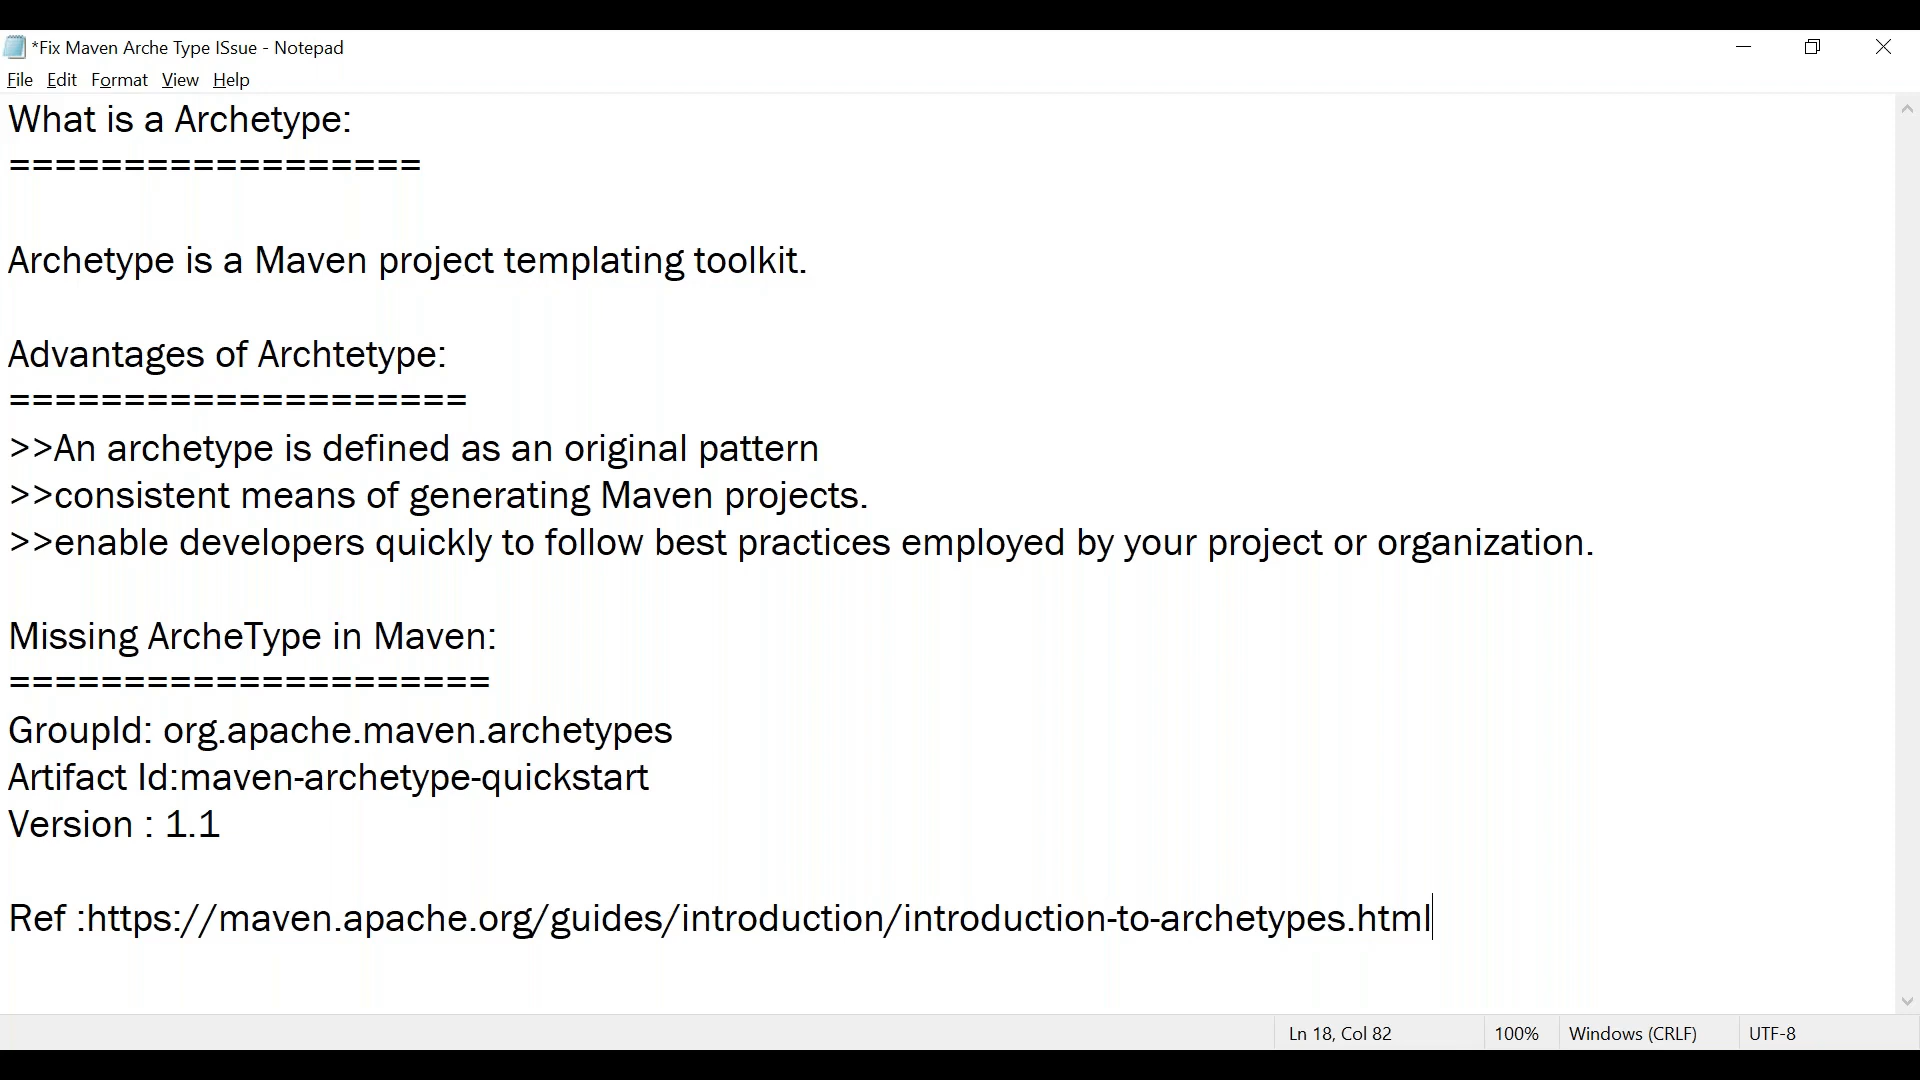 *Fix Maven Arche Type ISsue - Notepad
File Edit Format View Help
What is a Archetype:
==================
Archetype is a Maven project templating toolkit.
Advantages of Archtetype:
====================
>>An archetype is defined as an original pattern
>>consistent means of generating Maven projects.
>>enable developers quickly to follow best practices employed by your project or organization.
Missing ArcheType in Maven:
=====================
GroupId: org.apache.maven.archetypes
Artifact Id:maven-archetype-quickstart
Version : 1.1
Ref :https://maven.apache.org/guides/introduction/introduction-to-archetypes.html
Ln 18, Col 82 100% Windows (CRLF) UTF-8